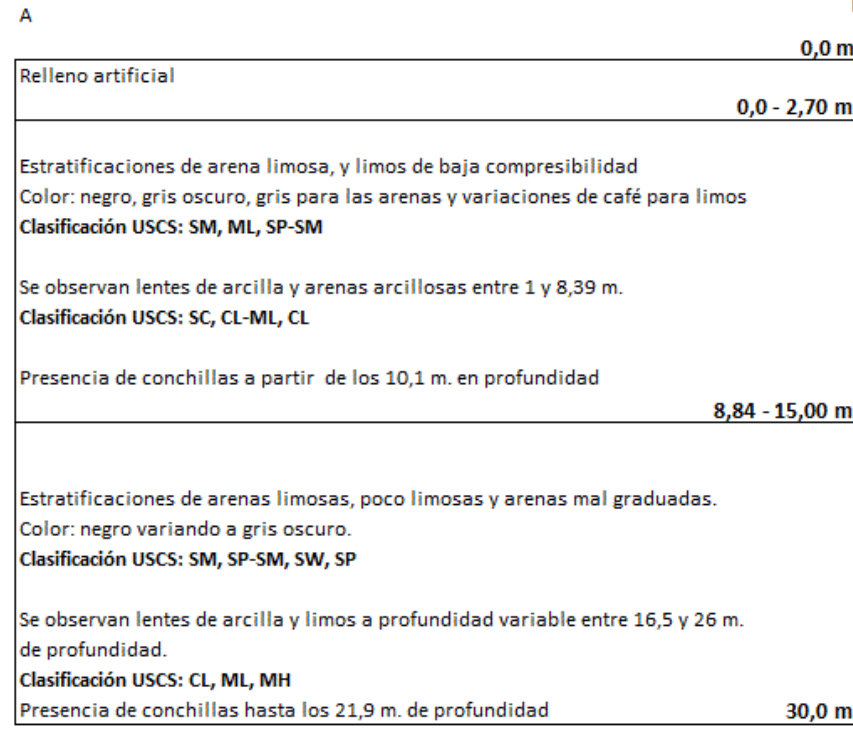 A
0,0 m
Relleno artificial
0,0 - 2,70 m
Estratificaciones de arena limosa, y limos de baja compresibilidad
Color: negro, gris oscuro, gris para las arenas y variaciones de café para limos
Clasificación USCS: SM, ML, SP-SM
Se observan lentes de arcilla y arenas arcillosas entre 1 y 8,39 m.
Clasificación USCS: SC, CL-ML, CL
Presencia de conchillas a partir de los 10,1 m. en profundidad
8,84 - 15,00 m
Estratificaciones de arenas limosas, poco limosas y arenas mal graduadas.
Color: negro variando a gris oscuro.
Clasificación USCS: SM, SP-SM, SW, SP
Se observan lentes de arcilla y limos a profundidad variable entre 16,5 y 26 m.
de profundidad.
Clasificación USCS: CL, ML, MH
Presencia de conchillas hasta los 21,9 m. de profundidad 30,0 m